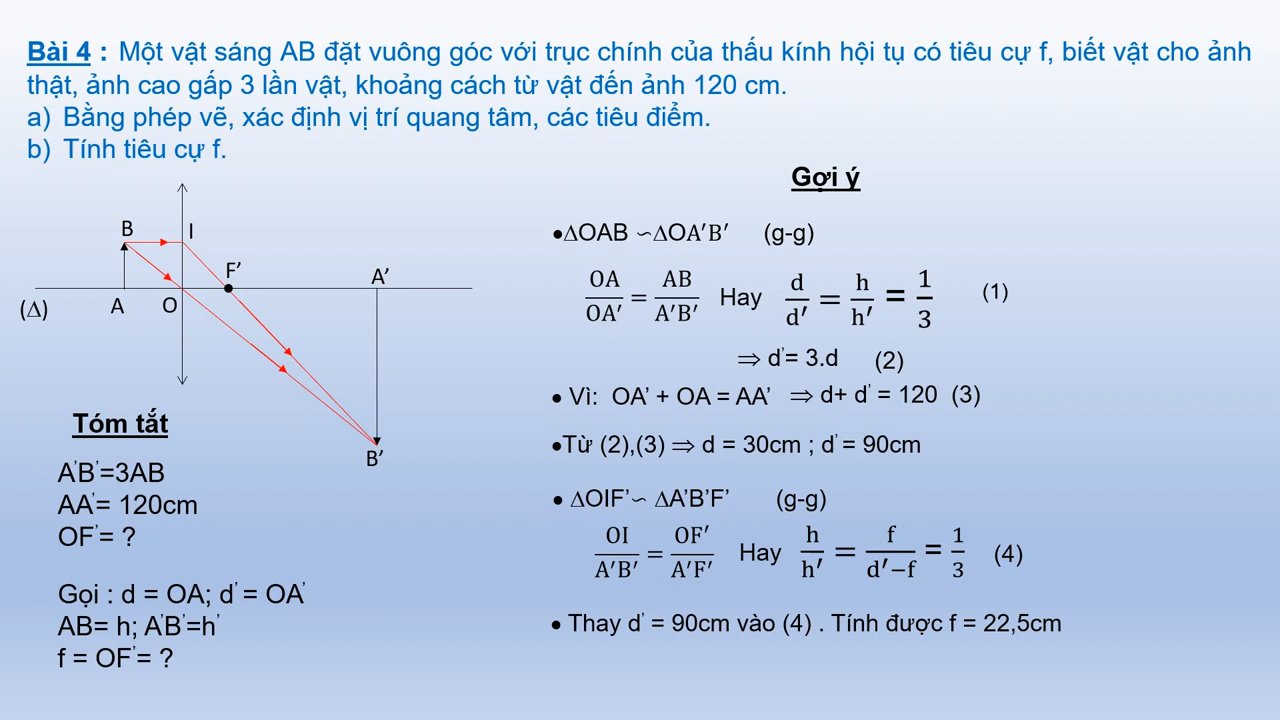 Bài 4 : Một vật sáng AB đặt vuông góc với trục chính của thấu kính hội tụ có tiêu cự f, biết vật cho ảnh
thật, ảnh cao gấp 3 lần vật, khoảng cách từ vật đến ảnh 120 cm.
a) Bằng phép vẽ, xác định vị trí quang tâm, các tiêu điểm.
b) Tính tiêu cự f.
B I
F’ A’
(∆) A O
B’
Tóm tắt
A’B’=3AB
AA’= 120cm
OF’= ?
Gọi : d = OA; d’ = OA’
AB= h; A’B’=h’
f = OF’= ?
Gợi ý
•∆OAB ∽∆OA′B′ (g-g)
OA/OA′ = AB/A′B′ Hay d/d′ = h/h′ = 1/3 (1)
⇒ d’= 3.d (2)
• Vì: OA’ + OA = AA’ ⇒ d+ d’ = 120 (3)
•Từ (2),(3) ⇒ d = 30cm ; d’ = 90cm
• ∆OIF’∽ ∆A’B’F’ (g-g)
OI/A′B′ = OF′/A′F′ Hay h/h′ = f/d′−f = 1/3 (4)
• Thay d’ = 90cm vào (4) . Tính được f = 22,5cm